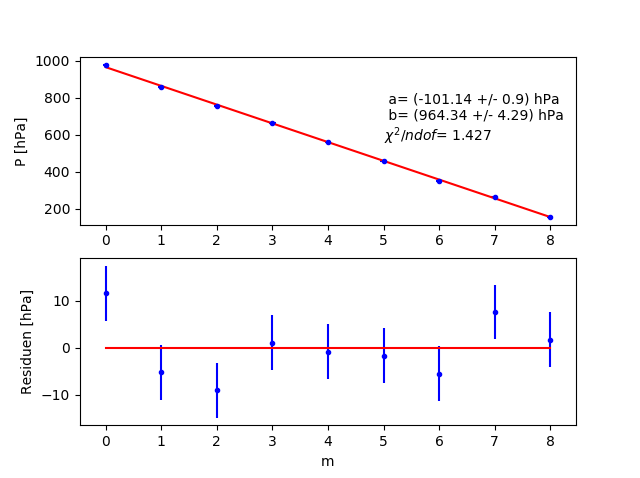 1000
800
600
400
200
P [hPa]
a= (-101.14 +/- 0.9) hPa
b= (964.34 +/- 4.29) hPa
χ²/ndof= 1.427
0 1 2 3 4 5 6 7 8
10
0
−10
Residuen [hPa]
0 1 2 3 4 5 6 7 8
m